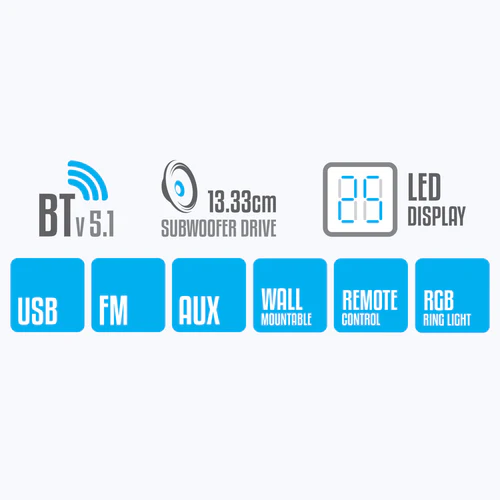 BT v 5.1
13.33cm
SUBWOOFER DRIVE
25
LED
DISPLAY
USB
FM
AUX
WALL
MOUNTABLE
REMOTE
CONTROL
RGB
RING LIGHT